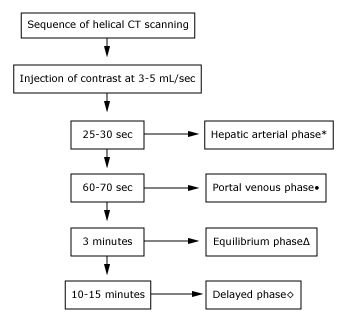 Sequence of helical CT scanning
Injection of contrast at 3-5 mL/sec
25-30 sec
Hepatic arterial phase*
60-70 sec
Portal venous phase•
3 minutes
Equilibrium phaseΔ
10-15 minutes
Delayed phase◇